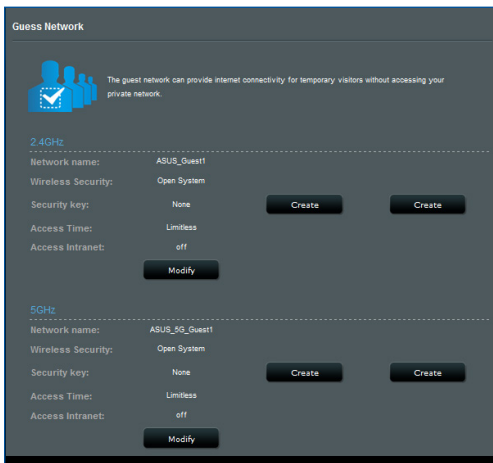 Guess Network
The guest network can provide internet connectivity for temporary visitors without accessing your
private network.
2.4GHz
Network name: ASUS_Guest1
Wireless Security: Open System
Security key: None Create Create
Access Time: Limitless
Access Intranet: off
Modify
5GHz
Network name: ASUS_5G_Guest1
Wireless Security: Open System
Security key: None Create Create
Access Time: Limitless
Access Intranet: off
Modify